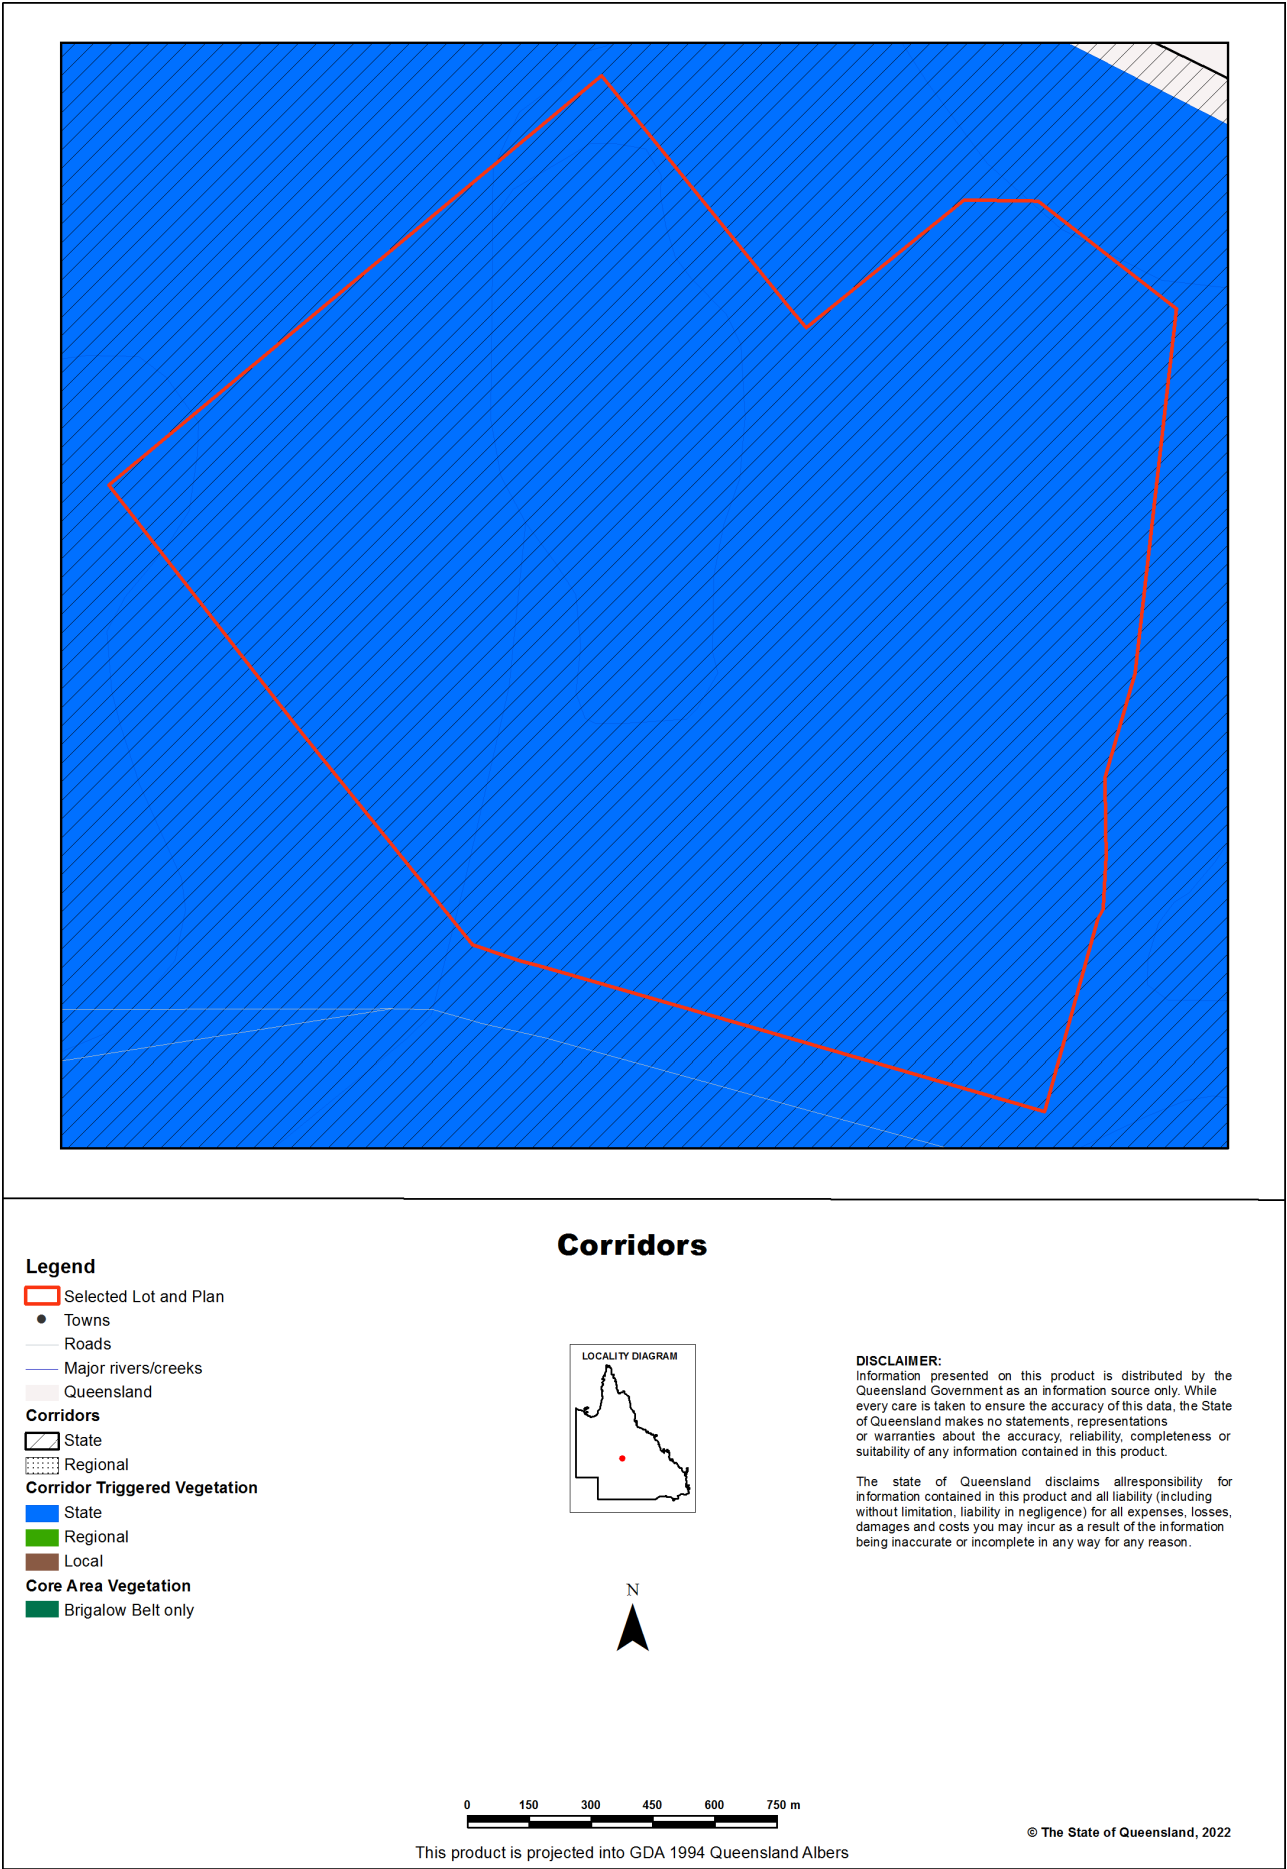 Corridors
Legend
Selected Lot and Plan
Towns
Roads
Major rivers/creeks
Queensland
Corridors
State
Regional
Corridor Triggered Vegetation
State
Regional
Local
Core Area Vegetation
Brigalow Belt only
LOCALITY DIAGRAM
N
DISCLAIMER:
Information presented on this product is distributed by the
Queensland Government as an information source only. While
every care is taken to ensure the accuracy of this data, the State
of Queensland makes no statements, representations
or warranties about the accuracy, reliability, completeness or
suitability of any information contained in this product.
The state of Queensland disclaims allresponsibility for
information contained in this product and all liability (including
without limitation, liability in negligence) for all expenses, losses,
damages and costs you may incur as a result of the information
being inaccurate or incomplete in any way for any reason.
0 150 300 450 600 750 m
© The State of Queensland, 2022
This product is projected into GDA 1994 Queensland Albers